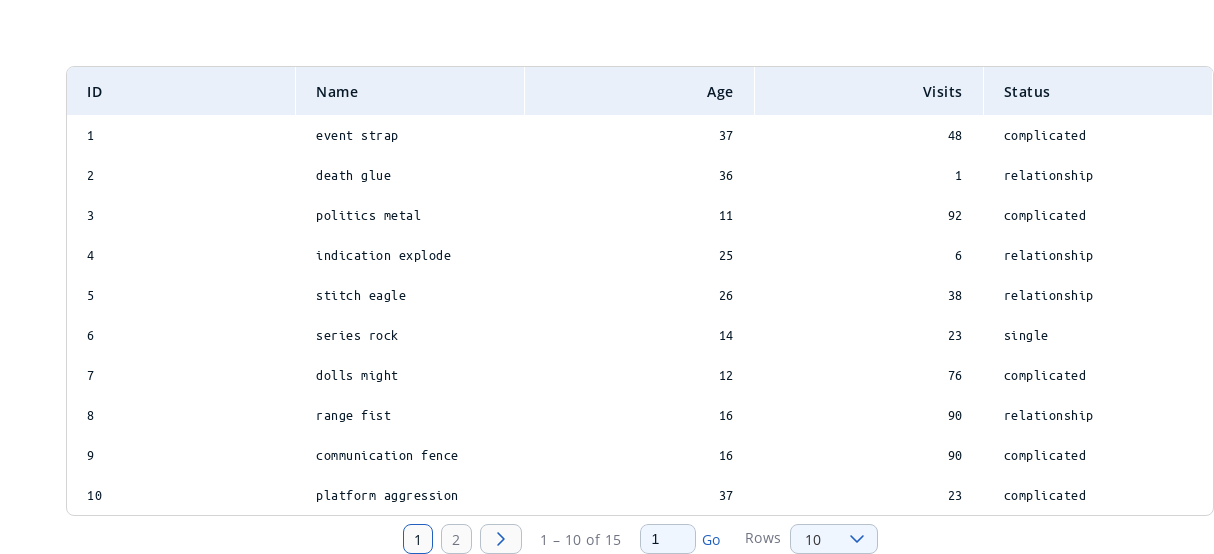 ID Name Age Visits Status
1 event strap 37 48 complicated
2 death glue 36 1 relationship
3 politics metal 11 92 complicated
4 indication explode 25 6 relationship
5 stitch eagle 26 38 relationship
6 series rock 14 23 single
7 dolls might 12 76 complicated
8 range fist 16 90 relationship
9 communication fence 16 90 complicated
10 platform aggression 37 23 complicated
1 2 1 – 10 of 15 1 Go Rows 10